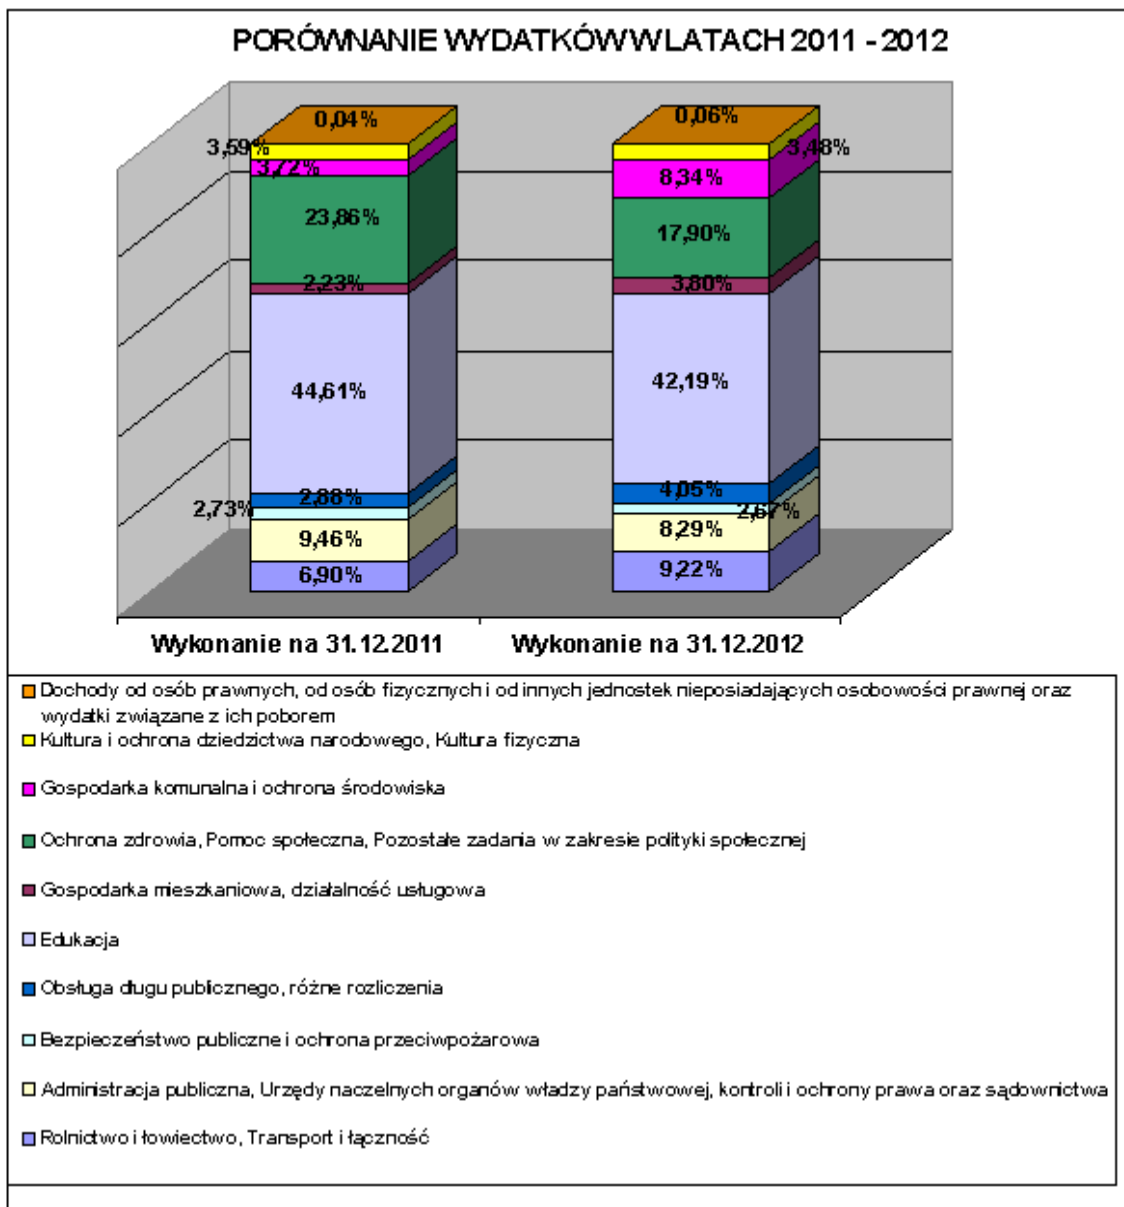 PORÓWNANIE WYDATKÓW W LATACH 2011 - 2012
0,04%
0,06%
3,59%
3,48%
3,72%
8,34%
23,86%
17,90%
2,23%
3,80%
44,61%
42,19%
2,88%
4,05%
2,73%
2,67%
9,46%
8,29%
6,90%
9,22%
Wykonanie na 31.12.2011
Wykonanie na 31.12.2012
Dochody od osób prawnych, od osób fizycznych i od innych jednostek nieposiadających osobowości prawnej oraz
wydatki związane z ich poborem
Kultura i ochrona dziedzictwa narodowego, Kultura fizyczna
Gospodarka komunalna i ochrona środowiska
Ochrona zdrowia, Pomoc społeczna, Pozostałe zadania w zakresie polityki społecznej
Gospodarka mieszkaniowa, działalność usługowa
Edukacja
Obsługa długu publicznego, różne rozliczenia
Bezpieczeństwo publiczne i ochrona przeciwpożarowa
Administracja publiczna, Urzędy naczelnych organów władzy państwowej, kontroli i ochrony prawa oraz sądownictwa
Rolnictwo i łowiectwo, Transport i łączność